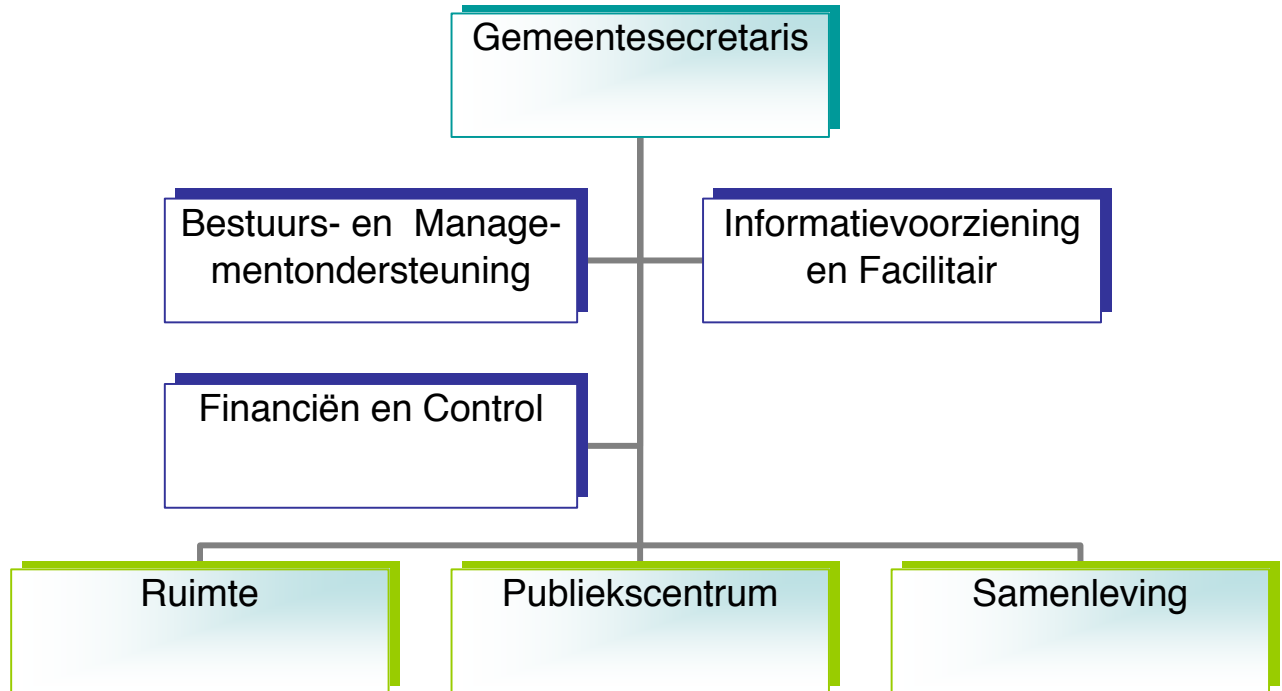 Gemeentesecretaris
Bestuurs- en Manage-
mentondersteuning
Informatievoorziening
en Facilitair
Financiën en Control
Ruimte
Publiekscentrum
Samenleving